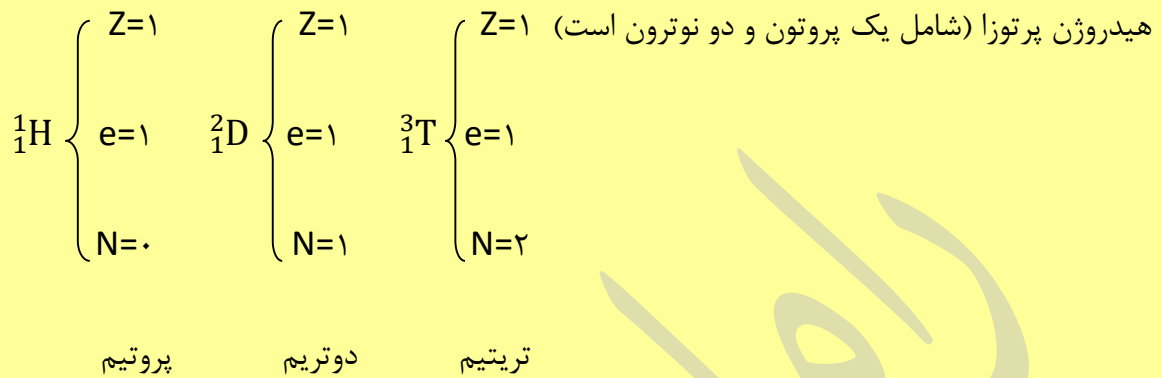 Z=۱ Z=۱ Z=۱ هیدروژن پرتوزا (شامل یک پروتون و دو نوترون است)
¹₁H e=۱ ²₁D e=۱ ³₁T e=۱
N=۰ N=۱ N=۲
پروتیم دوتریم تریتیم